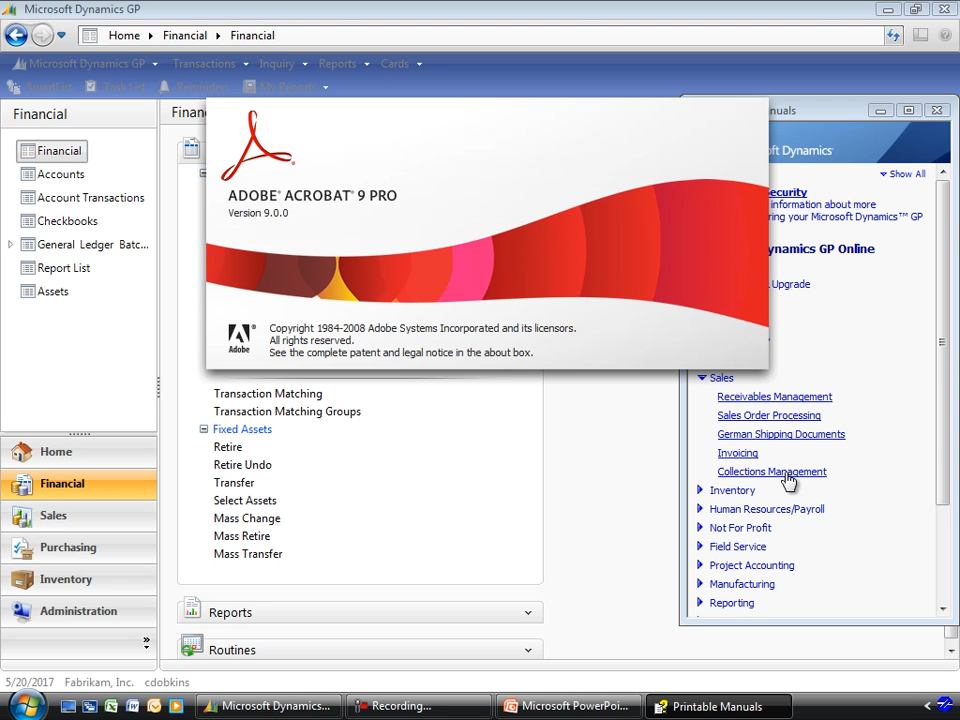 Microsoft Dynamics GP
Home Financial Financial
Microsoft Dynamics GP Transactions Inquiry Reports Cards
SmartList Task List Reminders My Reports
Financial
Financial
Accounts
Account Transactions
Checkbooks
General Ledger Batc...
Report List
Assets
Home
Financial
Sales
Purchasing
Inventory
Administration
Finan
ADOBE® ACROBAT® 9 PRO
Version 9.0.0
Adobe
Copyright 1984-2008 Adobe Systems Incorporated and its licensors.
All rights reserved.
See the complete patent and legal notice in the about box.
Transaction Matching
Transaction Matching Groups
Fixed Assets
Retire
Retire Undo
Transfer
Select Assets
Mass Change
Mass Retire
Mass Transfer
Reports
Routines
nuals
soft Dynamics
Show All
ecurity
information about more
ring your Microsoft Dynamics™ GP
ynamics GP Online
Upgrade
Sales
Receivables Management
Sales Order Processing
German Shipping Documents
Invoicing
Collections Management
Inventory
Human Resources/Payroll
Not For Profit
Field Service
Project Accounting
Manufacturing
Reporting
5/20/2017 Fabrikam, Inc. cdobkins
Microsoft Dynamics... Recording... Microsoft PowerPoi... Printable Manuals